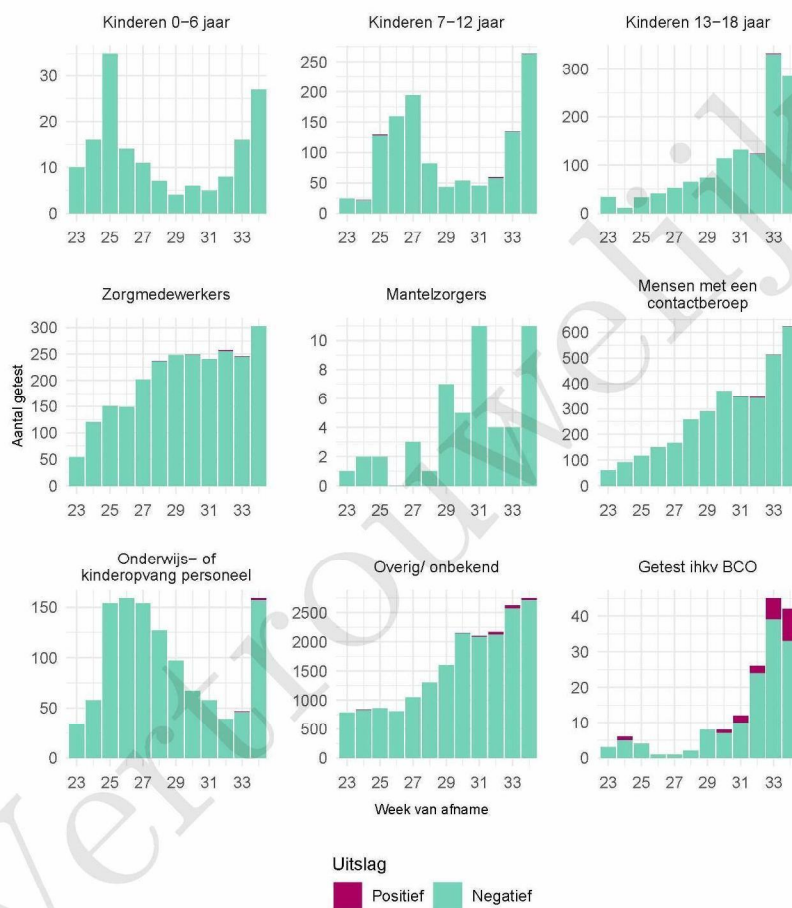 Kinderen 0−6 jaar
Kinderen 7−12 jaar
Kinderen 13−18 jaar
30
20
10
0
250
200
150
100
50
0
300
200
100
0
23 25 27 29 31 33
23 25 27 29 31 33
23 25 27 29 31 33
Zorgmedewerkers
Mantelzorgers
Mensen met een
contactberoep
Aantal getest
300
250
200
150
100
50
0
10
8
6
4
2
0
600
500
400
300
200
100
0
23 25 27 29 31 33
23 25 27 29 31 33
23 25 27 29 31 33
Onderwijs− of
kinderopvang personeel
Overig/ onbekend
Getest ihkv BCO
150
100
50
0
2500
2000
1500
1000
500
0
40
30
20
10
0
23 25 27 29 31 33
23 25 27 29 31 33
23 25 27 29 31 33
Week van afname
Uitslag
Positief Negatief
Vertrouwelijk